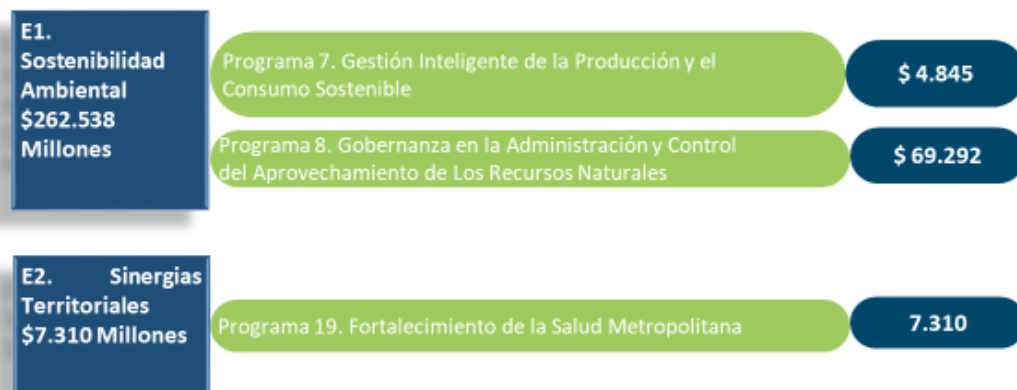 E1.
Sostenibilidad
Ambiental
$262.538
Millones
Programa 7. Gestión Inteligente de la Producción y el
Consumo Sostenible
$ 4.845
Programa 8. Gobernanza en la Administración y Control
del Aprovechamiento de Los Recursos Naturales
$ 69.292
E2. Sinergias
Territoriales
$7.310 Millones
Programa 19. Fortalecimiento de la Salud Metropolitana
7.310